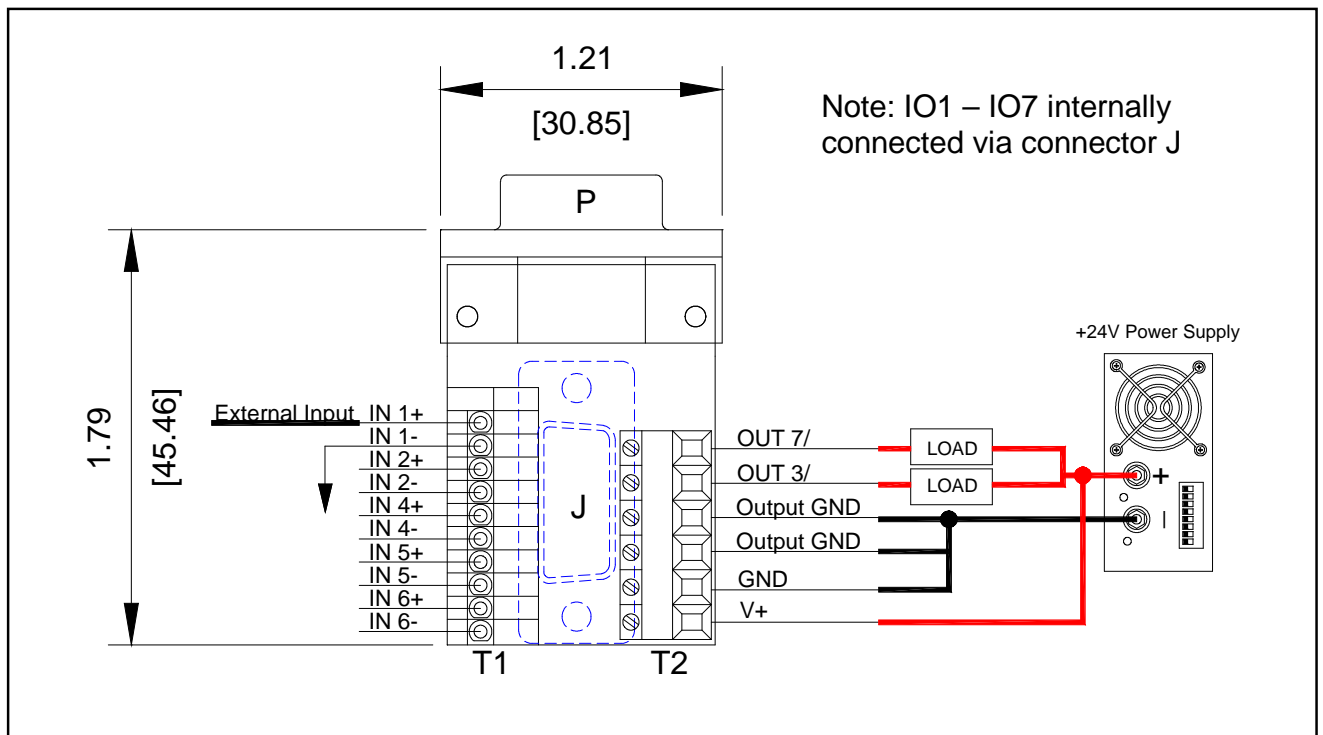 1.21
[30.85]
Note: IO1 – IO7 internally
connected via connector J
P
+24V Power Supply
1.79
[45.46]
External Input
IN 1+
IN 1-
IN 2+
IN 2-
IN 4+
IN 4-
IN 5+
IN 5-
IN 6+
IN 6-
J
OUT 7/
OUT 3/
Output GND
Output GND
GND
V+
LOAD
LOAD
+
–
T1
T2